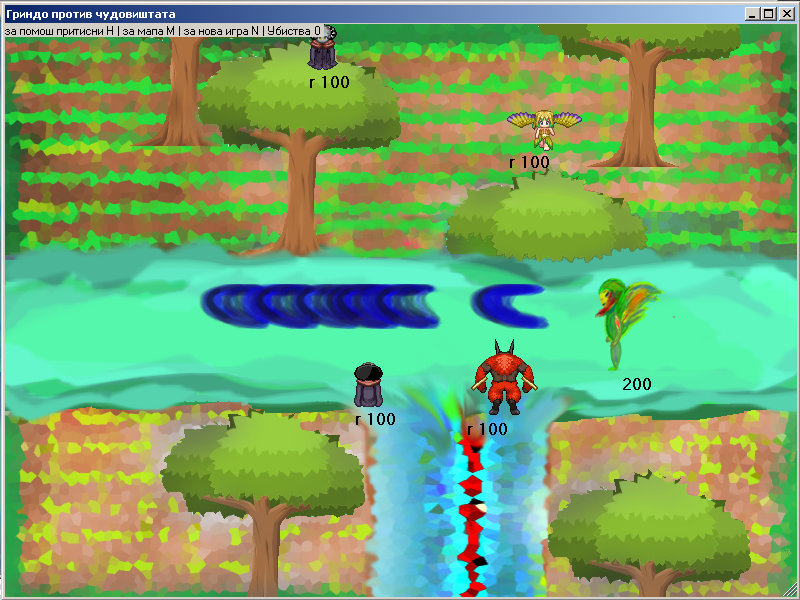 Гриндо против чудовиштата
за помош притисни H | за мапа M | за нова игра N | Убиства 0
r 100
r 100
200
r 100
r 100